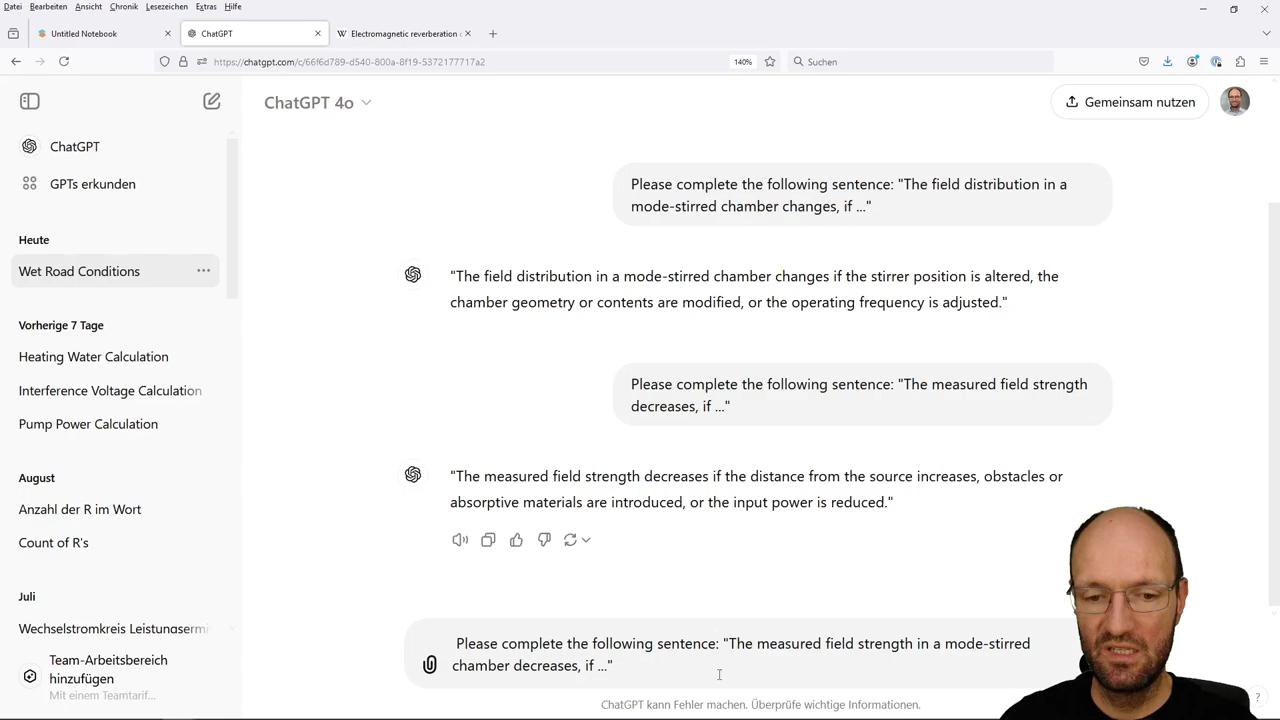 Datei Bearbeiten Ansicht Chronik Lesezeichen Extras Hilfe
Untitled Notebook
ChatGPT
Electromagnetic reverberation c
https://chatgpt.com/c/66f6d789-d540-800a-8f19-5372177717a2
140%
Suchen
ChatGPT 4o
Gemeinsam nutzen
ChatGPT
GPTs erkunden
Heute
Wet Road Conditions
Vorherige 7 Tage
Heating Water Calculation
Interference Voltage Calculation
Pump Power Calculation
August
Anzahl der R im Wort
Count of R's
Juli
Wechselstromkreis Leistungsermi
Team-Arbeitsbereich
hinzufügen
Mit einem Teamtarif...
Please complete the following sentence: "The field distribution in a
mode-stirred chamber changes, if ..."
"The field distribution in a mode-stirred chamber changes if the stirrer position is altered, the
chamber geometry or contents are modified, or the operating frequency is adjusted."
Please complete the following sentence: "The measured field strength
decreases, if ..."
"The measured field strength decreases if the distance from the source increases, obstacles or
absorptive materials are introduced, or the input power is reduced."
Please complete the following sentence: "The measured field strength in a mode-stirred
chamber decreases, if ..."
ChatGPT kann Fehler machen. Überprüfe wichtige Informationen.
?